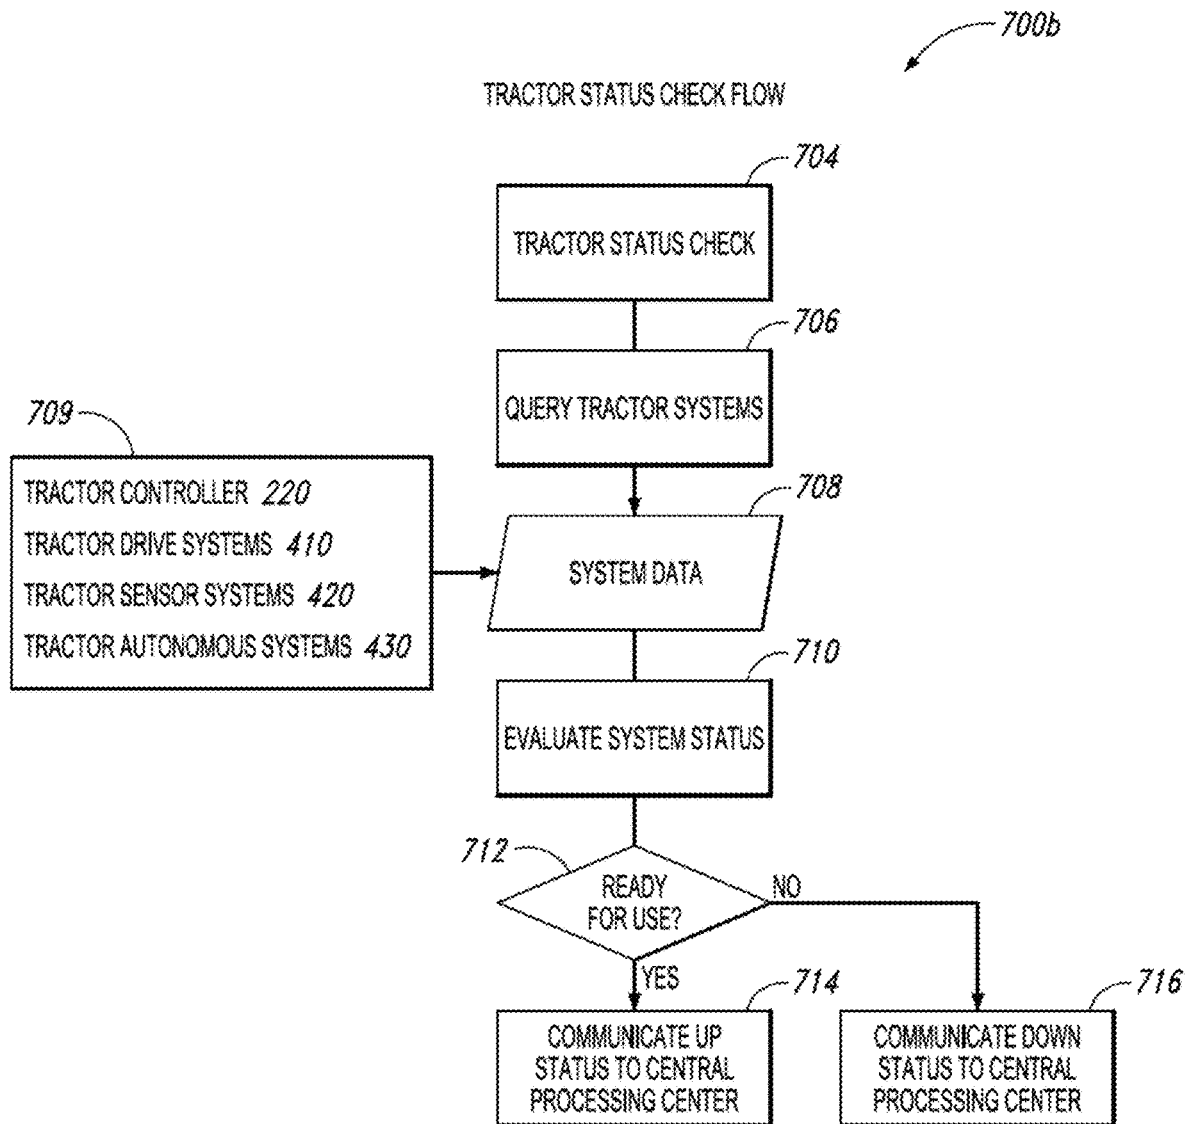 700b
TRACTOR STATUS CHECK FLOW
704
TRACTOR STATUS CHECK
706
QUERY TRACTOR SYSTEMS
709
TRACTOR CONTROLLER 220
TRACTOR DRIVE SYSTEMS 410
TRACTOR SENSOR SYSTEMS 420
TRACTOR AUTONOMOUS SYSTEMS 430
708
SYSTEM DATA
710
EVALUATE SYSTEM STATUS
712
READY
FOR USE?
NO
YES
714
COMMUNICATE UP
STATUS TO CENTRAL
PROCESSING CENTER
716
COMMUNICATE DOWN
STATUS TO CENTRAL
PROCESSING CENTER